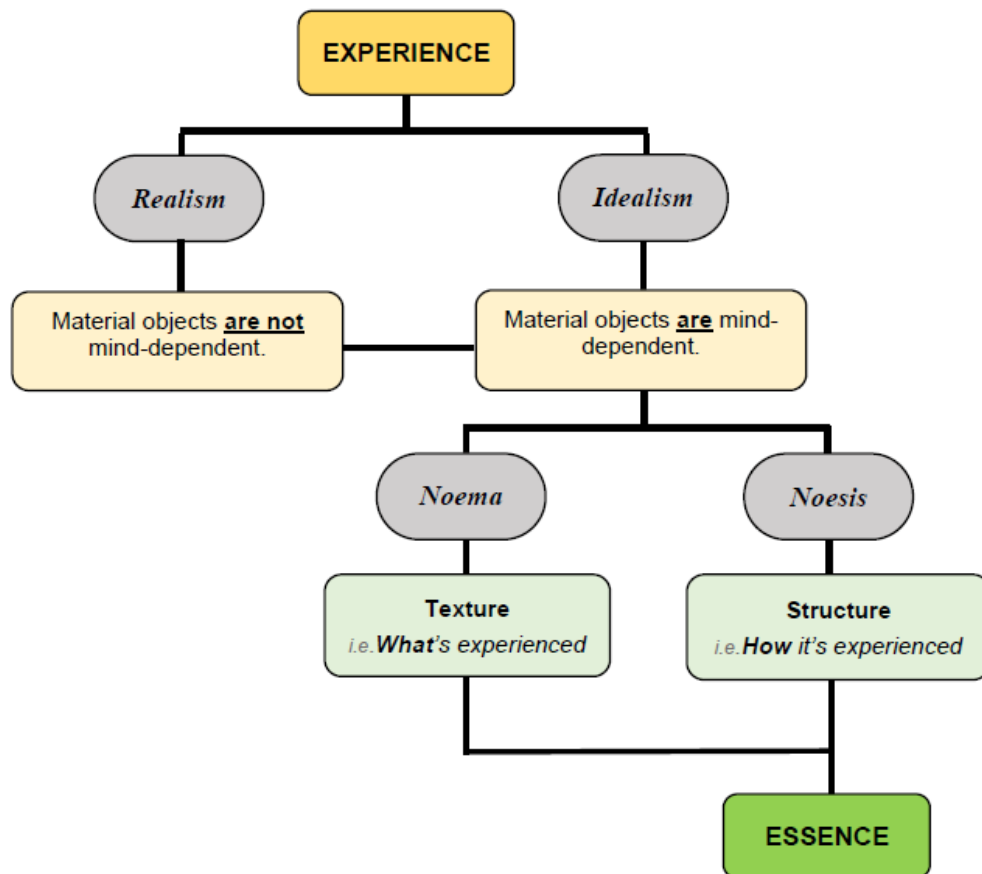 EXPERIENCE
Realism
Idealism
Material objects are not
mind-dependent.
Material objects are mind-
dependent.
Noema
Noesis
Texture
i.e.What's experienced
Structure
i.e.How it's experienced
ESSENCE